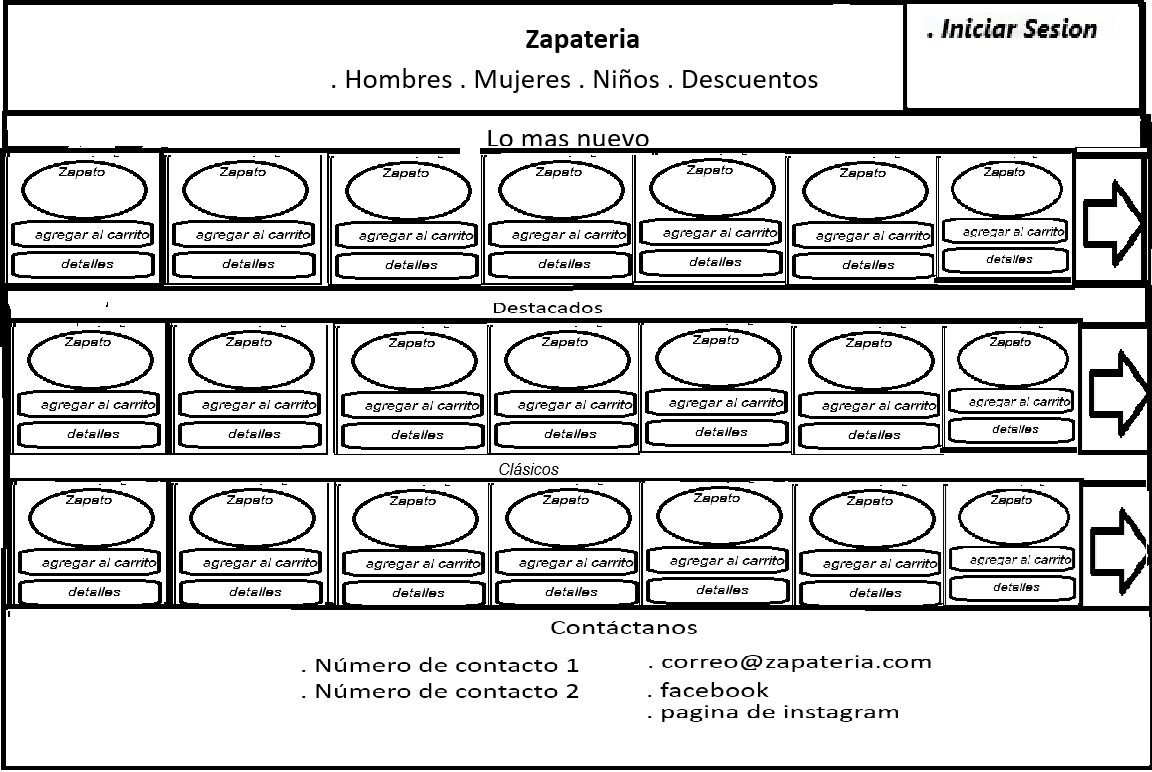 Zapateria
. Iniciar Sesion
. Hombres . Mujeres . Niños . Descuentos
Lo mas nuevo
Zapato Zapato Zapato Zapato Zapato Zapato Zapato
agregar al carrito agregar al carrito agregar al carrito agregar al carrito agregar al carrito agregar al carrito agregar al carrito
detalles detalles detalles detalles detalles detalles detalles
Destacados
Zapato Zapato Zapato Zapato Zapato Zapato Zapato
agregar al carrito agregar al carrito agregar al carrito agregar al carrito agregar al carrito agregar al carrito agregar al carrito
detalles detalles detalles detalles detalles detalles detalles
Clásicos
Zapato Zapato Zapato Zapato Zapato Zapato Zapato
agregar al carrito agregar al carrito agregar al carrito agregar al carrito agregar al carrito agregar al carrito agregar al carrito
detalles detalles detalles detalles detalles detalles detalles
Contáctanos
. Número de contacto 1
. Número de contacto 2
. correo@zapateria.com
. facebook
. pagina de instagram